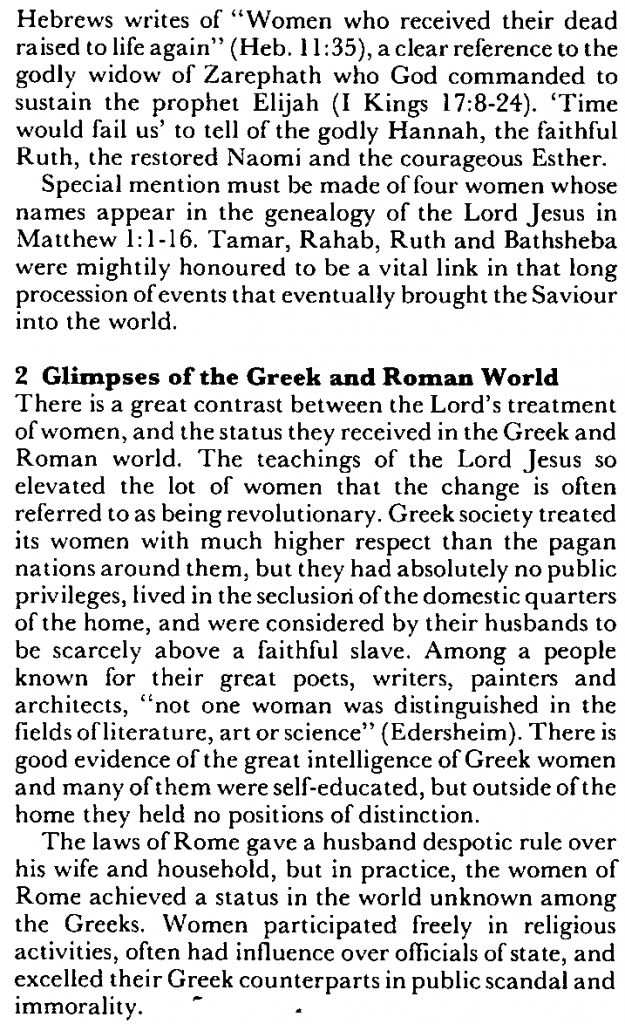 Hebrews writes of “Women who received their dead
raised to life again” (Heb. 11:35), a clear reference to the
godly widow of Zarephath who God commanded to
sustain the prophet Elijah (I Kings 17:8-24). ‘Time
would fail us’ to tell of the godly Hannah, the faithful
Ruth, the restored Naomi and the courageous Esther.
Special mention must be made of four women whose
names appear in the genealogy of the Lord Jesus in
Matthew 1:1-16. Tamar, Rahab, Ruth and Bathsheba
were mightily honoured to be a vital link in that long
procession of events that eventually brought the Saviour
into the world.
2 Glimpses of the Greek and Roman World
There is a great contrast between the Lord’s treatment
of women, and the status they received in the Greek and
Roman world. The teachings of the Lord Jesus so
elevated the lot of women that the change is often
referred to as being revolutionary. Greek society treated
its women with much higher respect than the pagan
nations around them, but they had absolutely no public
privileges, lived in the seclusion of the domestic quarters
of the home, and were considered by their husbands to
be scarcely above a faithful slave. Among a people
known for their great poets, writers, painters and
architects, “not one woman was distinguished in the
fields of literature, art or science” (Edersheim). There is
good evidence of the great intelligence of Greek women
and many of them were self-educated, but outside of the
home they held no positions of distinction.
The laws of Rome gave a husband despotic rule over
his wife and household, but in practice, the women of
Rome achieved a status in the world unknown among
the Greeks. Women participated freely in religious
activities, often had influence over officials of state, and
excelled their Greek counterparts in public scandal and
immorality.